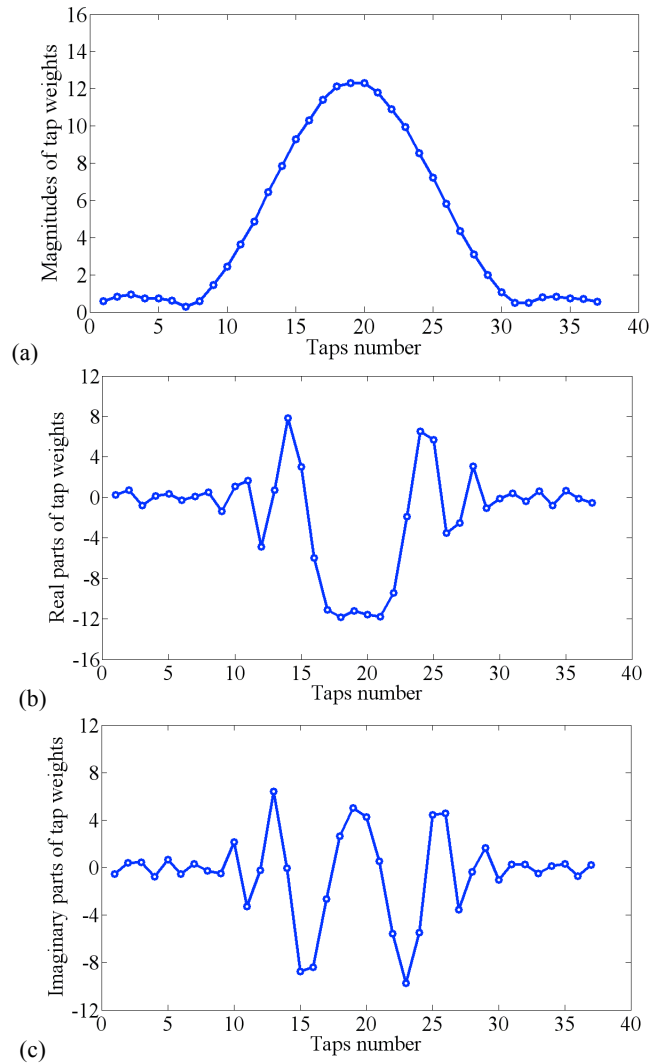 16
14
12
10
8
6
4
2
0
Magnitudes of tap weights
0 5 10 15 20 25 30 35 40
Taps number
(a)
12
8
4
0
-4
-8
-12
-16
Real parts of tap weights
0 5 10 15 20 25 30 35 40
Taps number
(b)
12
8
4
0
-4
-8
-12
Imaginary parts of tap weights
0 5 10 15 20 25 30 35 40
Taps number
(c)